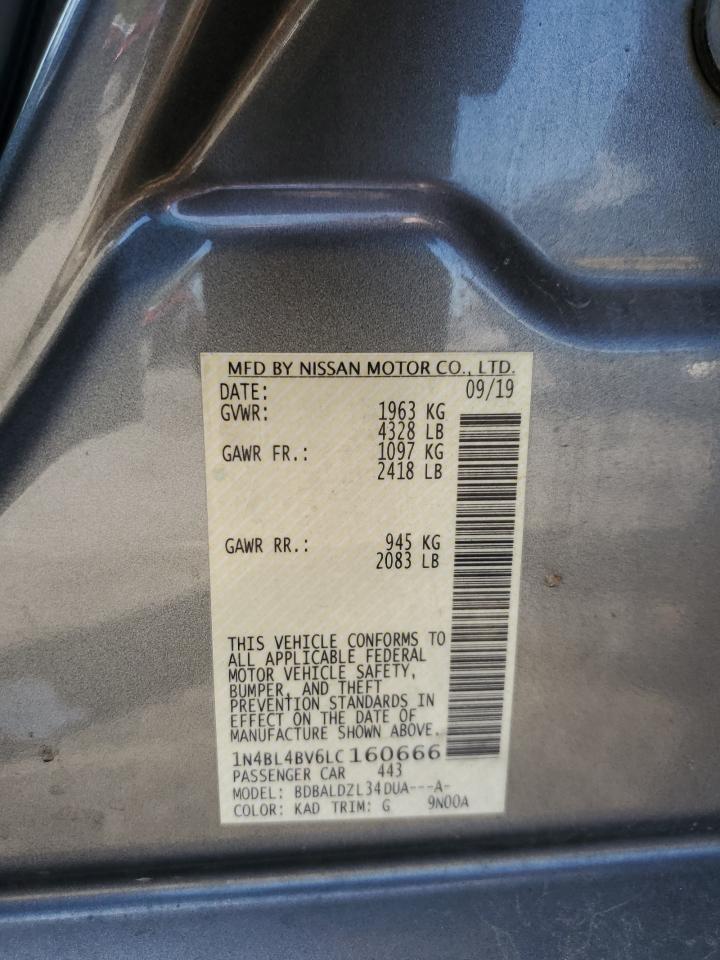 MFD BY NISSAN MOTOR CO., LTD.
DATE: 09/19
GVWR: 1963 KG
4328 LB
GAWR FR.: 1097 KG
2418 LB
GAWR RR.: 945 KG
2083 LB
THIS VEHICLE CONFORMS TO
ALL APPLICABLE FEDERAL
MOTOR VEHICLE SAFETY,
BUMPER, AND THEFT
PREVENTION STANDARDS IN
EFFECT ON THE DATE OF
MANUFACTURE SHOWN ABOVE.
1N4BL4BV6LC160666
PASSENGER CAR 443
MODEL: BDBALDZL34DUA---A-
COLOR: KAD TRIM: G 9N00A